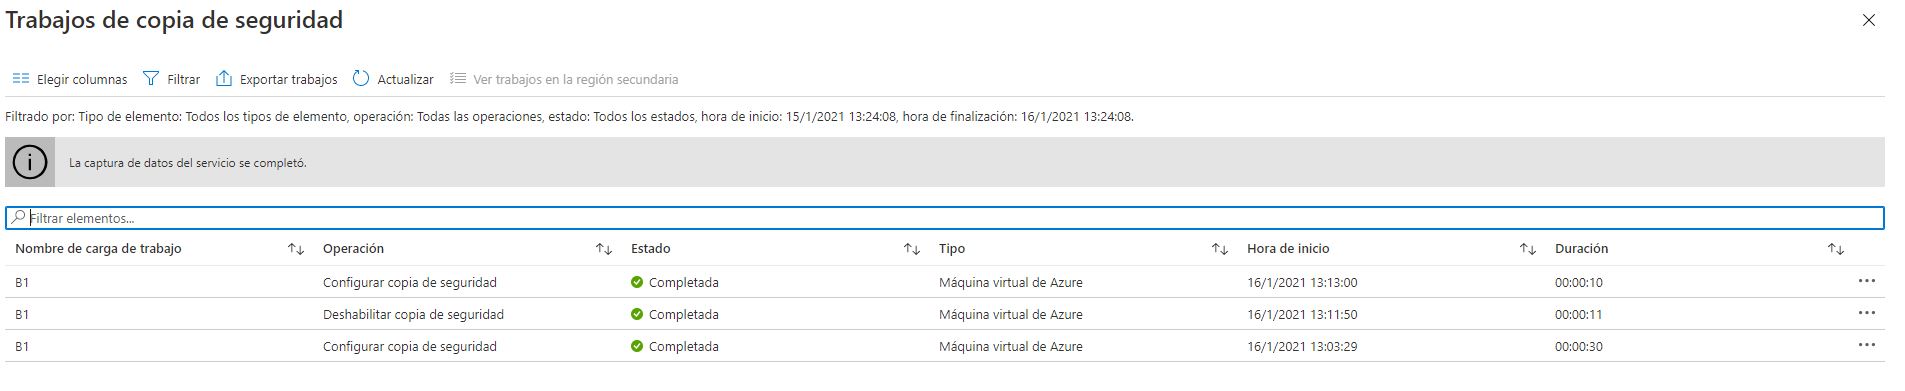 Trabajos de copia de seguridad
Elegir columnas Filtrar Exportar trabajos Actualizar Ver trabajos en la región secundaria
Filtrado por: Tipo de elemento: Todos los tipos de elemento, operación: Todas las operaciones, estado: Todos los estados, hora de inicio: 15/1/2021 13:24:08, hora de finalización: 16/1/2021 13:24:08.
La captura de datos del servicio se completó.
Filtrar elementos...
Nombre de carga de trabajo Operación Estado Tipo Hora de inicio Duración
B1 Configurar copia de seguridad Completada Máquina virtual de Azure 16/1/2021 13:13:00 00:00:10
B1 Deshabilitar copia de seguridad Completada Máquina virtual de Azure 16/1/2021 13:11:50 00:00:11
B1 Configurar copia de seguridad Completada Máquina virtual de Azure 16/1/2021 13:03:29 00:00:30